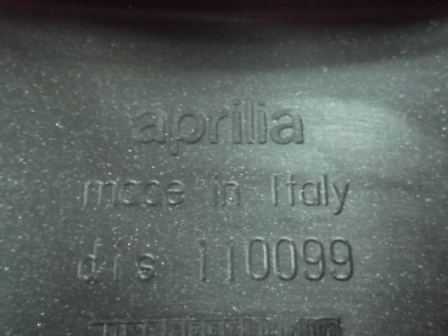 aprilia
made in Italy
dis 110099